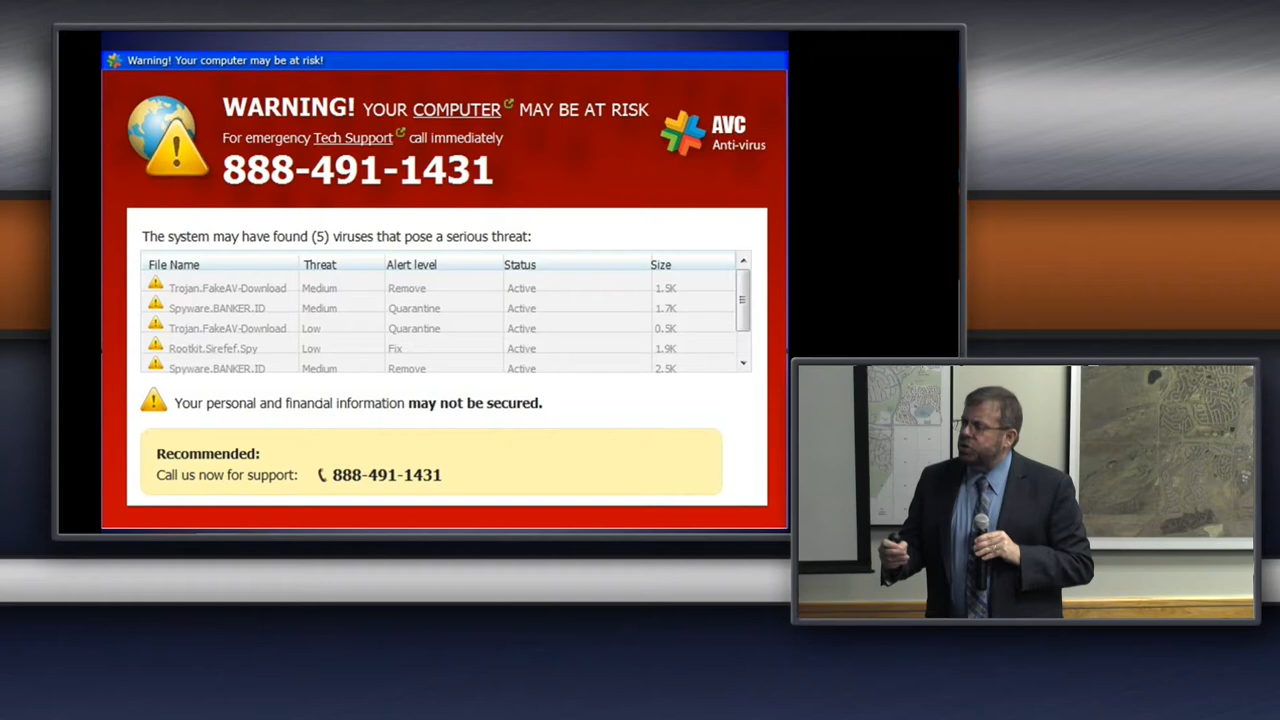 Warning! Your computer may be at risk!
WARNING! YOUR COMPUTER MAY BE AT RISK
For emergency Tech Support call immediately
888-491-1431
AVC
Anti-virus
The system may have found (5) viruses that pose a serious threat:
File Name Threat Alert level Status Size
Trojan.FakeAV-Download Medium Remove Active 1.5K
Spyware.BANKER.ID Medium Quarantine Active 1.7K
Trojan.FakeAV-Download Low Quarantine Active 0.5K
Rootkit.Sirefef.Spy Low Fix Active 1.9K
Spyware.BANKER.ID Medium Remove Active 2.5K
Your personal and financial information may not be secured.
Recommended:
Call us now for support: 888-491-1431